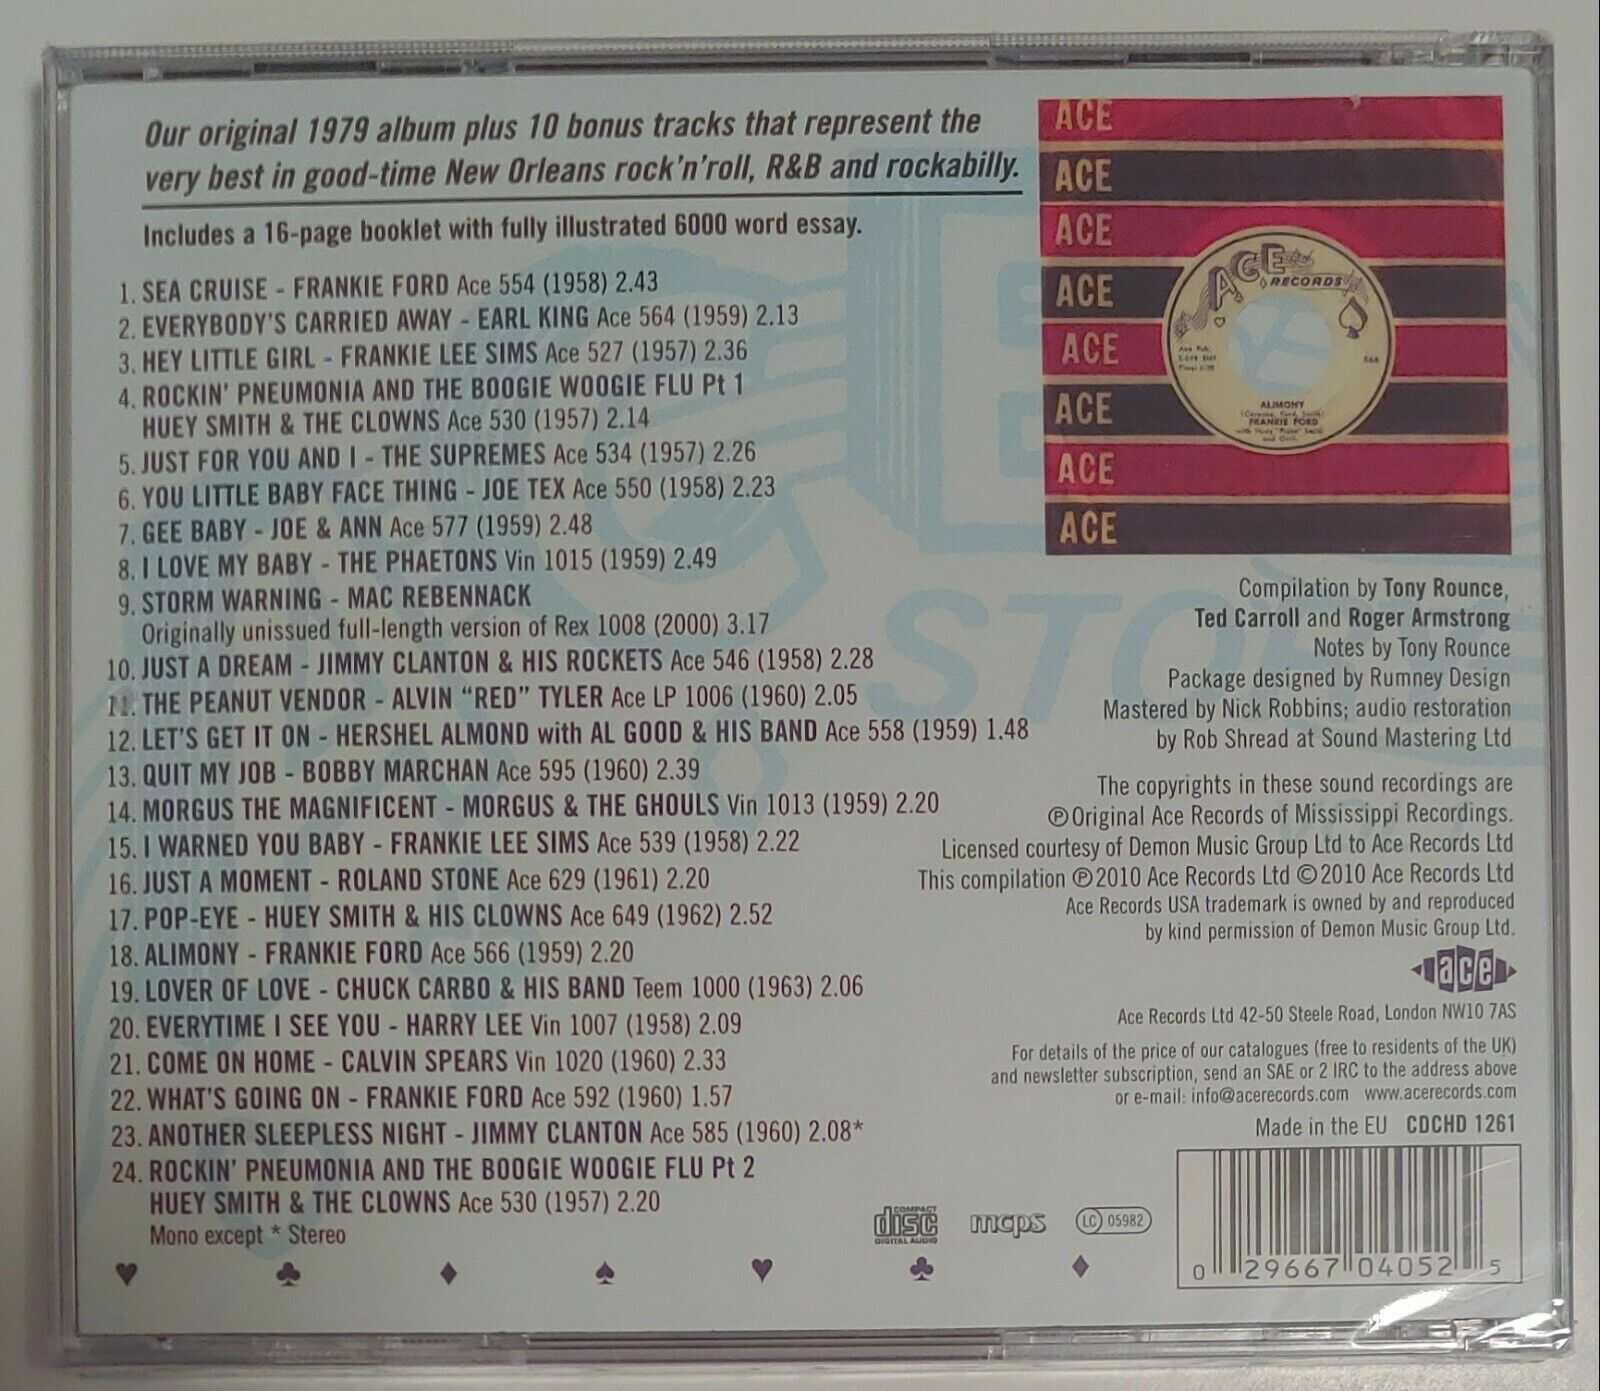 Our original 1979 album plus 10 bonus tracks that represent the
very best in good-time New Orleans rock'n'roll, R&B and rockabilly.
Includes a 16-page booklet with fully illustrated 6000 word essay.
1. SEA CRUISE - FRANKIE FORD Ace 554 (1958) 2.43
2. EVERYBODY'S CARRIED AWAY - EARL KING Ace 564 (1959) 2.13
3. HEY LITTLE GIRL - FRANKIE LEE SIMS Ace 527 (1957) 2.36
4. ROCKIN' PNEUMONIA AND THE BOOGIE WOOGIE FLU Pt 1
HUEY SMITH & THE CLOWNS Ace 530 (1957) 2.14
5. JUST FOR YOU AND I - THE SUPREMES Ace 534 (1957) 2.26
6. YOU LITTLE BABY FACE THING - JOE TEX Ace 550 (1958) 2.23
7. GEE BABY - JOE & ANN Ace 577 (1959) 2.48
8. I LOVE MY BABY - THE PHAETONS Vin 1015 (1959) 2.49
9. STORM WARNING - MAC REBENNACK
Originally unissued full-length version of Rex 1008 (2000) 3.17
10. JUST A DREAM - JIMMY CLANTON & HIS ROCKETS Ace 546 (1958) 2.28
11. THE PEANUT VENDOR - ALVIN "RED" TYLER Ace LP 1006 (1960) 2.05
12. LET'S GET IT ON - HERSHEL ALMOND with AL GOOD & HIS BAND Ace 558 (1959) 1.48
13. QUIT MY JOB - BOBBY MARCHAN Ace 595 (1960) 2.39
14. MORGUS THE MAGNIFICENT - MORGUS & THE GHOULS Vin 1013 (1959) 2.20
15. I WARNED YOU BABY - FRANKIE LEE SIMS Ace 539 (1958) 2.22
16. JUST A MOMENT - ROLAND STONE Ace 629 (1961) 2.20
17. POP-EYE - HUEY SMITH & HIS CLOWNS Ace 649 (1962) 2.52
18. ALIMONY - FRANKIE FORD Ace 566 (1959) 2.20
19. LOVER OF LOVE - CHUCK CARBO & HIS BAND Teem 1000 (1963) 2.06
20. EVERYTIME I SEE YOU - HARRY LEE Vin 1007 (1958) 2.09
21. COME ON HOME - CALVIN SPEARS Vin 1020 (1960) 2.33
22. WHAT'S GOING ON - FRANKIE FORD Ace 592 (1960) 1.57
23. ANOTHER SLEEPLESS NIGHT - JIMMY CLANTON Ace 585 (1960) 2.08*
24. ROCKIN' PNEUMONIA AND THE BOOGIE WOOGIE FLU Pt 2
HUEY SMITH & THE CLOWNS Ace 530 (1957) 2.20
Mono except * Stereo
ACE
ACE
ACE
ACE
ACE
ACE
ACE
ACE
ACE
RECORDS
566
ALIMONY
FRANKIE FORD
Compilation by Tony Rounce,
Ted Carroll and Roger Armstrong
Notes by Tony Rounce
Package designed by Rumney Design
Mastered by Nick Robbins; audio restoration
by Rob Shread at Sound Mastering Ltd
The copyrights in these sound recordings are
℗Original Ace Records of Mississippi Recordings.
Licensed courtesy of Demon Music Group Ltd to Ace Records Ltd
This compilation ℗2010 Ace Records Ltd ©2010 Ace Records Ltd
Ace Records USA trademark is owned by and reproduced
by kind permission of Demon Music Group Ltd.
ace
Ace Records Ltd 42-50 Steele Road, London NW10 7AS
For details of the price of our catalogues (free to residents of the UK)
and newsletter subscription, send an SAE or 2 IRC to the address above
or e-mail: info@acerecords.com www.acerecords.com
Made in the EU CDCHD 1261
COMPACT
disc
DIGITAL AUDIO
mcps
LC 05982
0 29667 04052 5